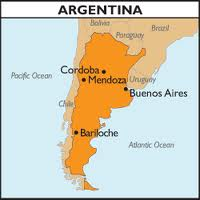 ARGENTINA
Bolivia
Paraguay
Brazil
Pacific Ocean
Cordoba
Mendoza
Uruguay
Buenos Aires
Chile
Bariloche
Atlantic Ocean